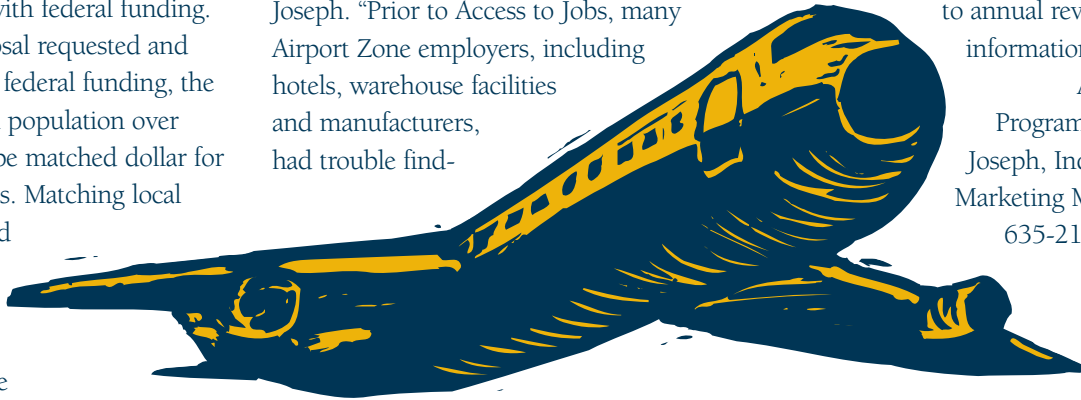 with federal funding.
osal requested and
federal funding, the
population over
be matched dollar for
s. Matching local
d
e
Joseph. “Prior to Access to Jobs, many
Airport Zone employers, including
hotels, warehouse facilities
and manufacturers,
had trouble find-
to annual rev
information
A
Program
Joseph, Inc
Marketing M
635-21